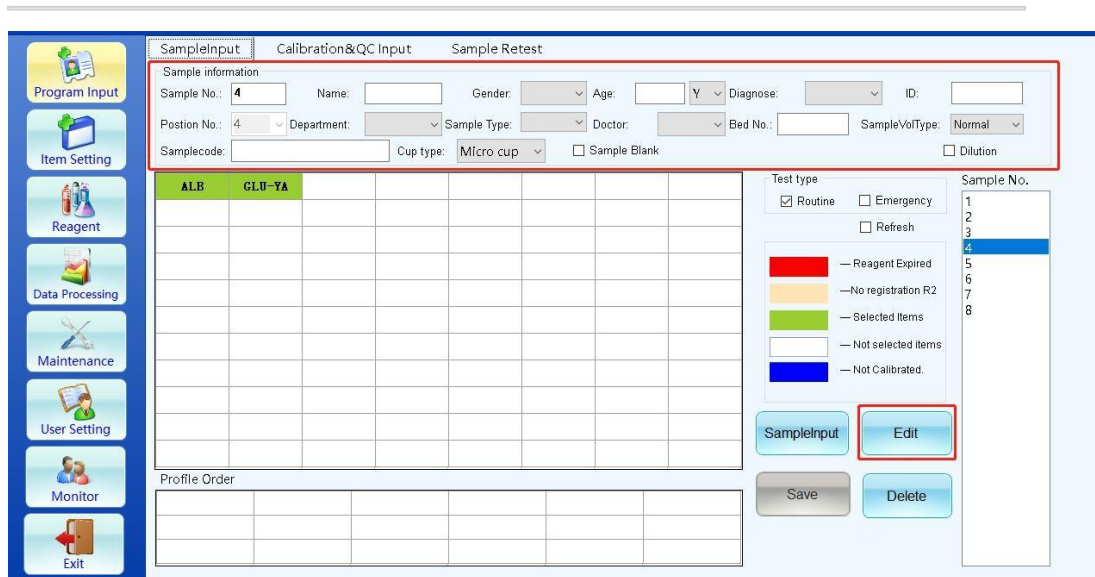 SampleInput Calibration&QC Input Sample Retest
Sample information
Sample No.: 4 Name: Gender: Age: Y Diagnose: ID:
Postion No.: 4 Department: Sample Type: Doctor: Bed No.: SampleVolType: Normal
Samplecode: Cup type: Micro cup Sample Blank Dilution
Program Input
Item Setting
Reagent
Data Processing
Maintenance
User Setting
Monitor
Exit
ALB GLU-YA
Profile Order
Test type
Routine Emergency
Refresh
— Reagent Expired
—No registration R2
— Selected Items
— Not selected items
— Not Calibrated.
SampleInput Edit
Save Delete
Sample No.
1
2
3
4
5
6
7
8